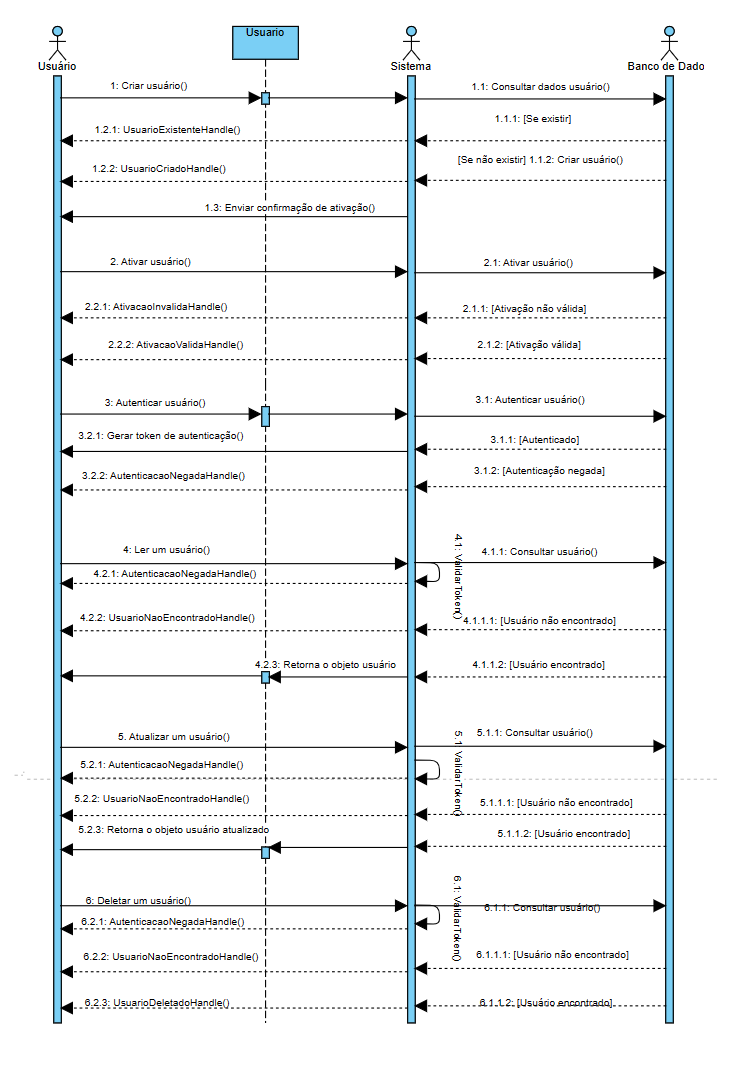 Usuario
Usuário
Sistema
Banco de Dado
1: Criar usuário()
1.1: Consultar dados usuário()
1.1.1: [Se existir]
1.2.1: UsuarioExistenteHandle()
[Se não existir] 1.1.2: Criar usuário()
1.2.2: UsuarioCriadoHandle()
1.3: Enviar confirmação de ativação()
2. Ativar usuário()
2.1: Ativar usuário()
2.2.1: AtivacaoInvalidaHandle()
2.1.1: [Ativação não válida]
2.2.2: AtivacaoValidaHandle()
2.1.2: [Ativação válida]
3: Autenticar usuário()
3.1: Autenticar usuário()
3.2.1: Gerar token de autenticação()
3.1.1: [Autenticado]
3.2.2: AutenticacaoNegadaHandle()
3.1.2: [Autenticação negada]
4: Ler um usuário()
4.1: ValidarToken()
4.1.1: Consultar usuário()
4.2.1: AutenticacaoNegadaHandle()
4.2.2: UsuarioNaoEncontradoHandle()
4.1.1.1: [Usuário não encontrado]
4.2.3: Retorna o objeto usuário
4.1.1.2: [Usuário encontrado]
5. Atualizar um usuário()
5.1 ValidarToken()
5.1.1: Consultar usuário()
5.2.1: AutenticacaoNegadaHandle()
5.2.2: UsuarioNaoEncontradoHandle()
5.1.1.1: [Usuário não encontrado]
5.2.3: Retorna o objeto usuário atualizado
5.1.1.2: [Usuário encontrado]
6: Deletar um usuário()
6.1: ValidarToken()
6.1.1: Consultar usuário()
6.2.1: AutenticacaoNegadaHandle()
6.2.2: UsuarioNaoEncontradoHandle()
6.1.1.1: [Usuário não encontrado]
6.2.3: UsuarioDeletadoHandle()
6.1.1.2: [Usuário encontrado]